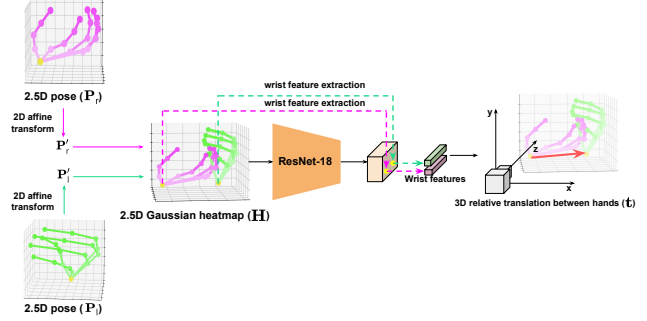 2.5D pose (P_r)
2D affine
transform
P'_r
P'_l
2D affine
transform
2.5D pose (P_l)
wrist feature extraction
wrist feature extraction
2.5D Gaussian heatmap (H)
ResNet-18
Wrist features
y
z
x
3D relative translation between hands (t)